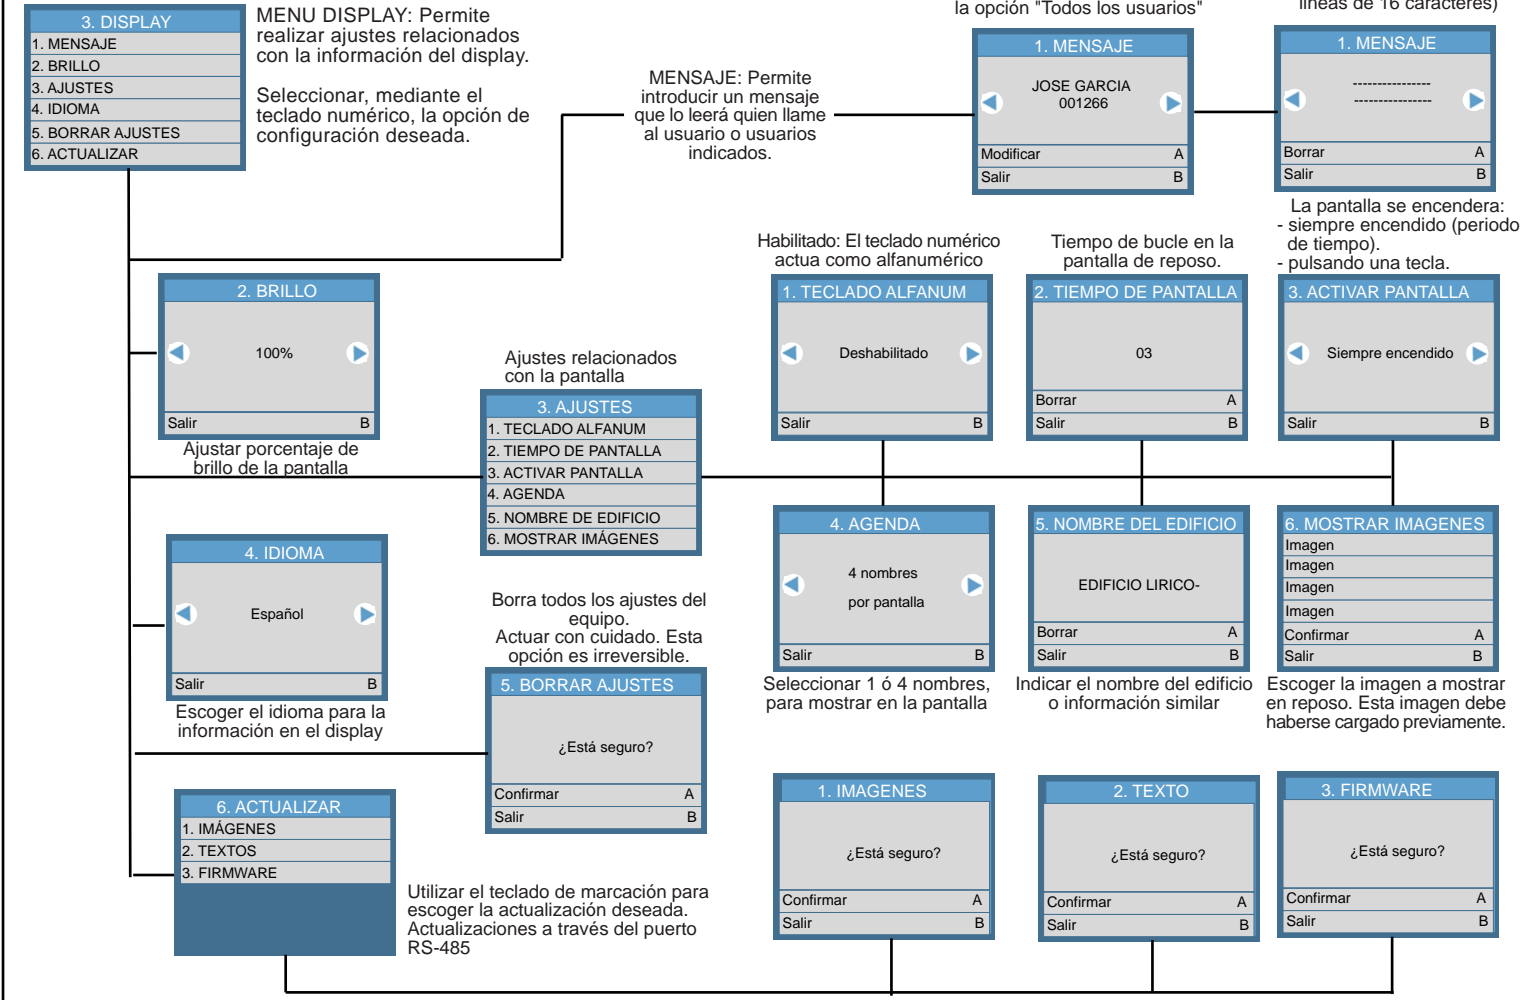 3. DISPLAY
1. MENSAJE
2. BRILLO
3. AJUSTES
4. IDIOMA
5. BORRAR AJUSTES
6. ACTUALIZAR
MENU DISPLAY: Permite
realizar ajustes relacionados
con la información del display.
Seleccionar, mediante el
teclado numérico, la opción de
configuración deseada.
MENSAJE: Permite
introducir un mensaje
que lo leerá quien llame
al usuario o usuarios
indicados.
la opción "Todos los usuarios"
1. MENSAJE
JOSE GARCIA
001266
Modificar A
Salir B
líneas de 16 caracteres)
1. MENSAJE
----------------
----------------
Borrar A
Salir B
La pantalla se encendera:
- siempre encendido (periodo
de tiempo).
- pulsando una tecla.
2. BRILLO
100%
Salir B
Ajustar porcentaje de
brillo de la pantalla
Ajustes relacionados
con la pantalla
3. AJUSTES
1. TECLADO ALFANUM
2. TIEMPO DE PANTALLA
3. ACTIVAR PANTALLA
4. AGENDA
5. NOMBRE DE EDIFICIO
6. MOSTRAR IMÁGENES
Habilitado: El teclado numérico
actua como alfanumérico
1. TECLADO ALFANUM
Deshabilitado
Salir B
Tiempo de bucle en la
pantalla de reposo.
2. TIEMPO DE PANTALLA
03
Borrar A
Salir B
3. ACTIVAR PANTALLA
Siempre encendido
Salir B
4. AGENDA
4 nombres
por pantalla
Salir B
Seleccionar 1 ó 4 nombres,
para mostrar en la pantalla
5. NOMBRE DEL EDIFICIO
EDIFICIO LIRICO-
Borrar A
Salir B
Indicar el nombre del edificio
o información similar
6. MOSTRAR IMAGENES
Imagen
Imagen
Imagen
Imagen
Confirmar A
Salir B
Escoger la imagen a mostrar
en reposo. Esta imagen debe
haberse cargado previamente.
4. IDIOMA
Español
Salir B
Escoger el idioma para la
información en el display
Borra todos los ajustes del
equipo.
Actuar con cuidado. Esta
opción es irreversible.
5. BORRAR AJUSTES
¿Está seguro?
Confirmar A
Salir B
6. ACTUALIZAR
1. IMÁGENES
2. TEXTOS
3. FIRMWARE
Utilizar el teclado de marcación para
escoger la actualización deseada.
Actualizaciones a través del puerto
RS-485
1. IMAGENES
¿Está seguro?
Confirmar A
Salir B
2. TEXTO
¿Está seguro?
Confirmar A
Salir B
3. FIRMWARE
¿Está seguro?
Confirmar A
Salir B